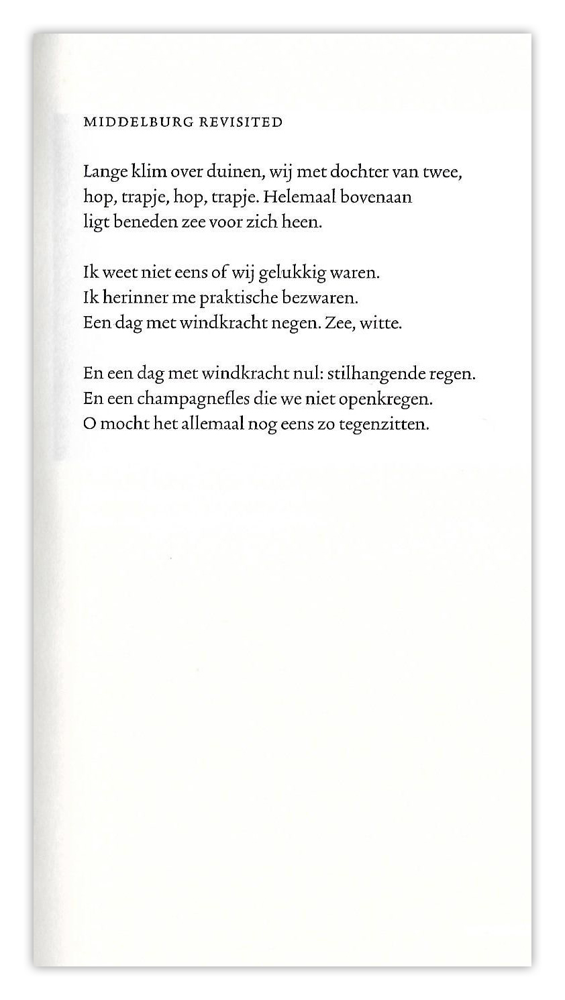 MIDDELBURG REVISITED
Lange klim over duinen, wij met dochter van twee,
hop, trapje, hop, trapje. Helemaal bovenaan
ligt beneden zee voor zich heen.
Ik weet niet eens of wij gelukkig waren.
Ik herinner me praktische bezwaren.
Een dag met windkracht negen. Zee, witte.
En een dag met windkracht nul: stilhangende regen.
En een champagnefles die we niet openkregen.
O mocht het allemaal nog eens zo tegenzitten.